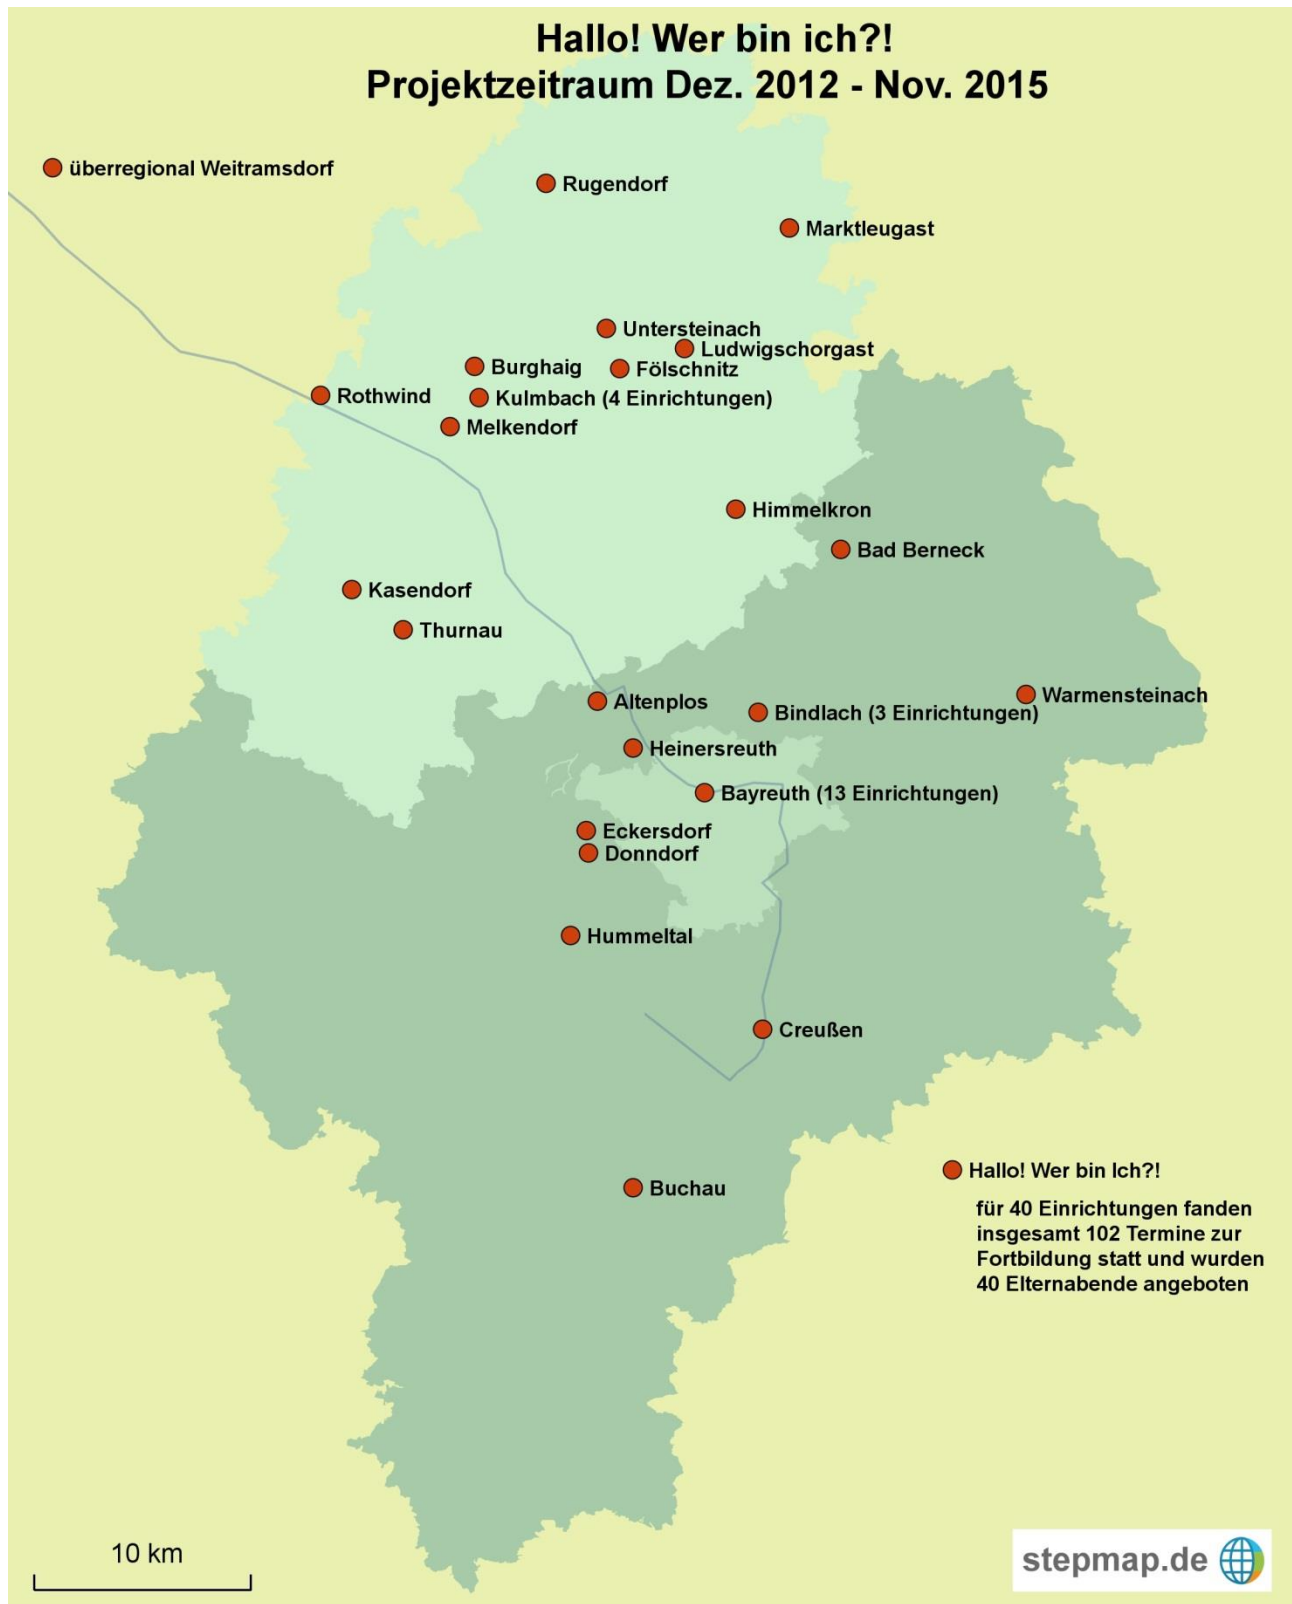 Hallo! Wer bin ich?!
Projektzeitraum Dez. 2012 - Nov. 2015
überregional Weitramsdorf
Rugendorf
Marktleugast
Untersteinach
Ludwigschorgast
Burghaig
Fölschnitz
Rothwind
Kulmbach (4 Einrichtungen)
Melkendorf
Himmelkron
Bad Berneck
Kasendorf
Thurnau
Altenplos
Warmensteinach
Bindlach (3 Einrichtungen)
Heinersreuth
Bayreuth (13 Einrichtungen)
Eckersdorf
Donndorf
Hummeltal
Creußen
Buchau
Hallo! Wer bin Ich?!
für 40 Einrichtungen fanden
insgesamt 102 Termine zur
Fortbildung statt und wurden
40 Elternabende angeboten
10 km
stepmap.de